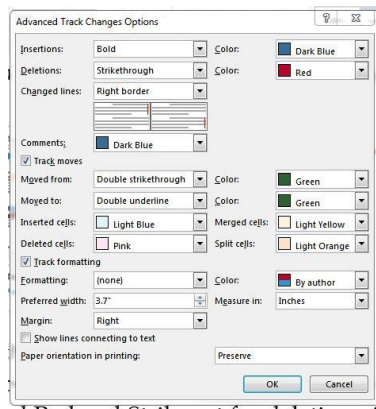 Advanced Track Changes Options
Insertions: Bold Color: Dark Blue
Deletions: Strikethrough Color: Red
Changed lines: Right border
Comments: Dark Blue
Track moves
Moved from: Double strikethrough Color: Green
Moved to: Double underline Color: Green
Inserted cells: Light Blue Merged cells: Light Yellow
Deleted cells: Pink Split cells: Light Orange
Track formatting
Formatting: (none) Color: By author
Preferred width: 3.7" Measure in: Inches
Margin: Right
Show lines connecting to text
Paper orientation in printing: Preserve
OK Cancel